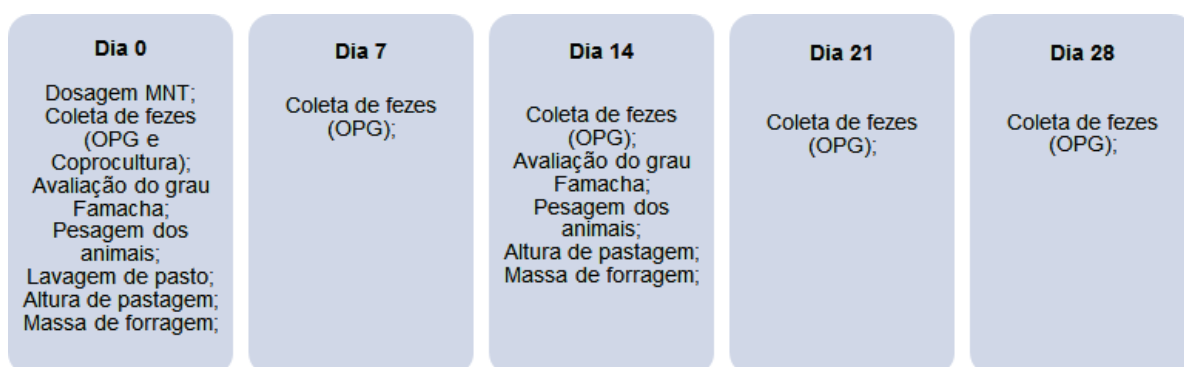 Dia 0
Dosagem MNT;
Coleta de fezes
(OPG e
Coprocultura);
Avaliação do grau
Famacha;
Pesagem dos
animais;
Lavagem de pasto;
Altura de pastagem;
Massa de forragem;
Dia 7
Coleta de fezes
(OPG);
Dia 14
Coleta de fezes
(OPG);
Avaliação do grau
Famacha;
Pesagem dos
animais;
Altura de pastagem;
Massa de forragem;
Dia 21
Coleta de fezes
(OPG);
Dia 28
Coleta de fezes
(OPG);